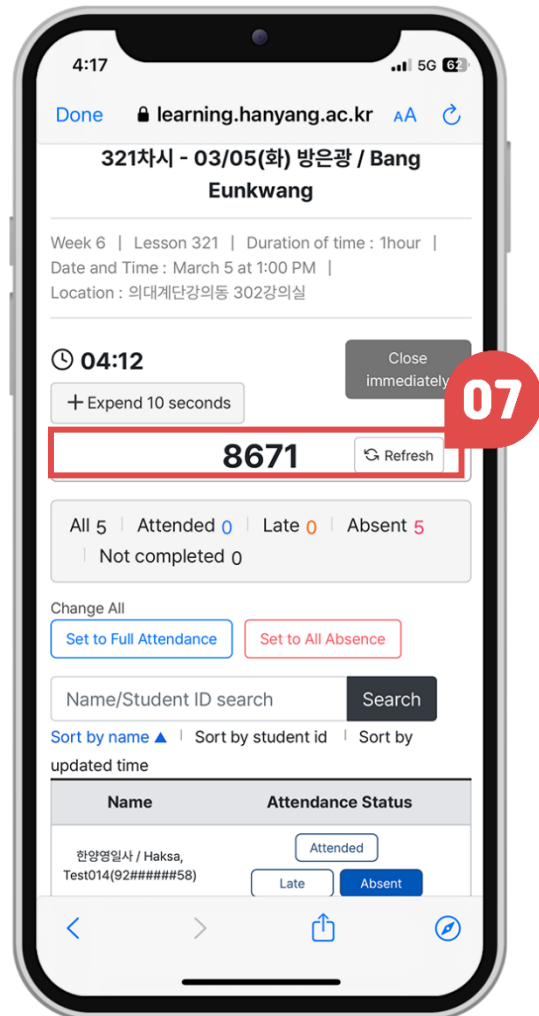 4:17
5G 62
Done learning.hanyang.ac.kr AA
321차시 - 03/05(화) 방은광 / Bang
Eunkwang
Week 6 | Lesson 321 | Duration of time : 1hour |
Date and Time : March 5 at 1:00 PM |
Location : 의대계단강의동 302강의실
04:12
Close
immediately
+ Expend 10 seconds
07
8671 Refresh
All 5 | Attended 0 | Late 0 | Absent 5
| Not completed 0
Change All
Set to Full Attendance Set to All Absence
Name/Student ID search Search
Sort by name ▲ | Sort by student id | Sort by
updated time
Name Attendance Status
한양영일사 / Haksa,
Test014(92######58)
Attended
Late Absent